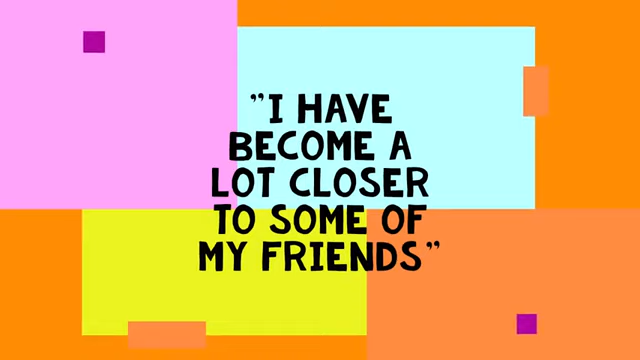 ”I HAVE
BECOME A
LOT CLOSER
TO SOME OF
MY FRIENDS”